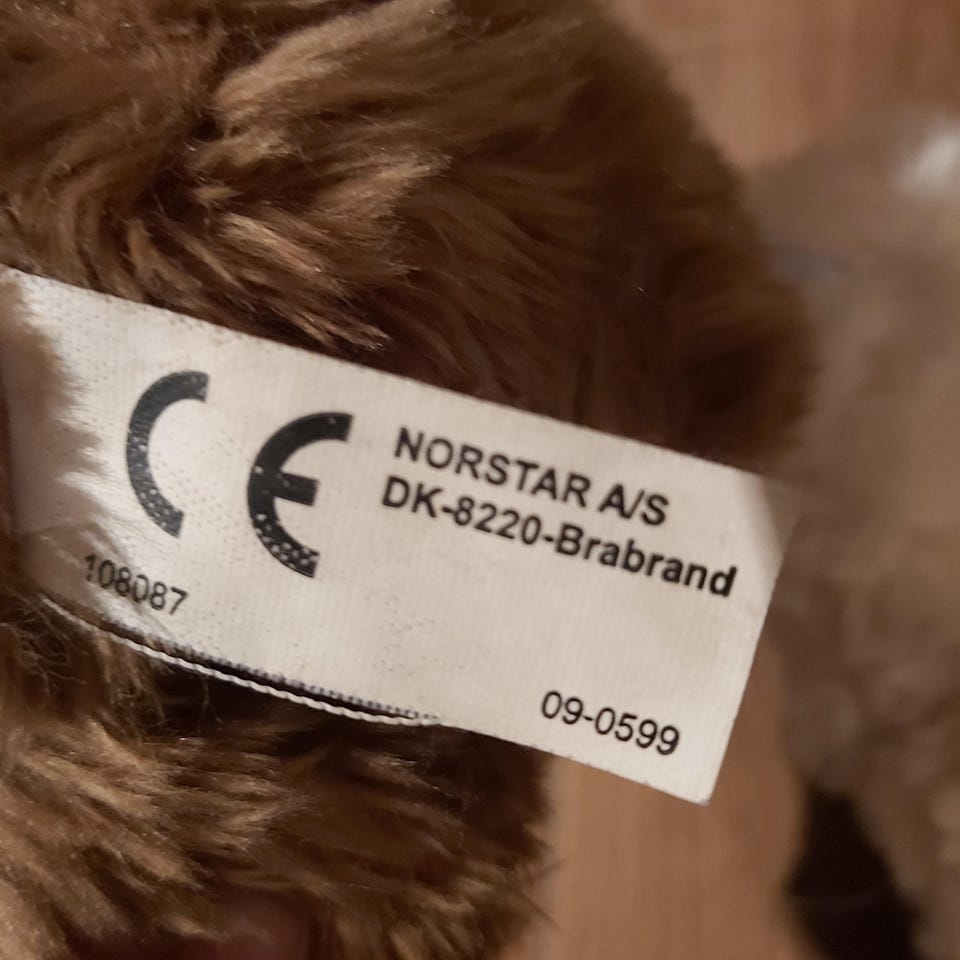 CE
NORSTAR A/S
DK-8220-Brabrand
108087
09-0599